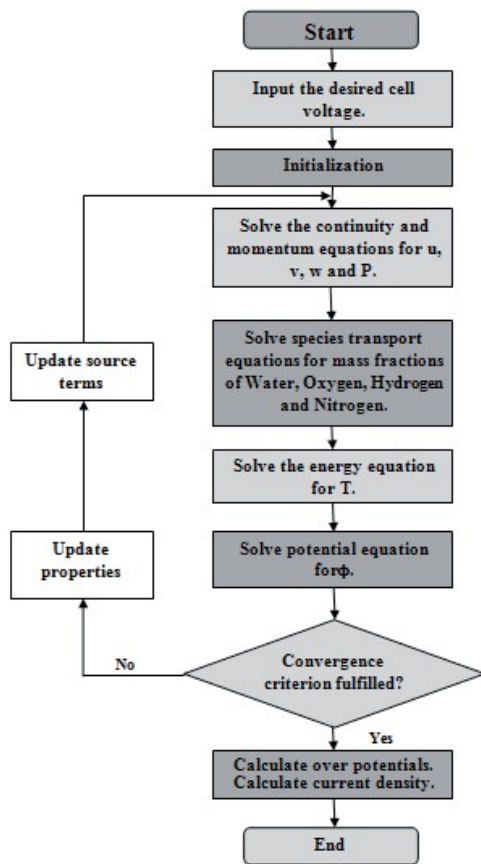 Start
Input the desired cell
voltage.
Initialization
Solve the continuity and
momentum equations for u,
v, w and P.
Solve species transport
equations for mass fractions
of Water, Oxygen, Hydrogen
and Nitrogen.
Update source
terms
Solve the energy equation
for T.
Update
properties
Solve potential equation
forϕ.
Convergence
criterion fulfilled?
No
Yes
Calculate over potentials.
Calculate current density.
End